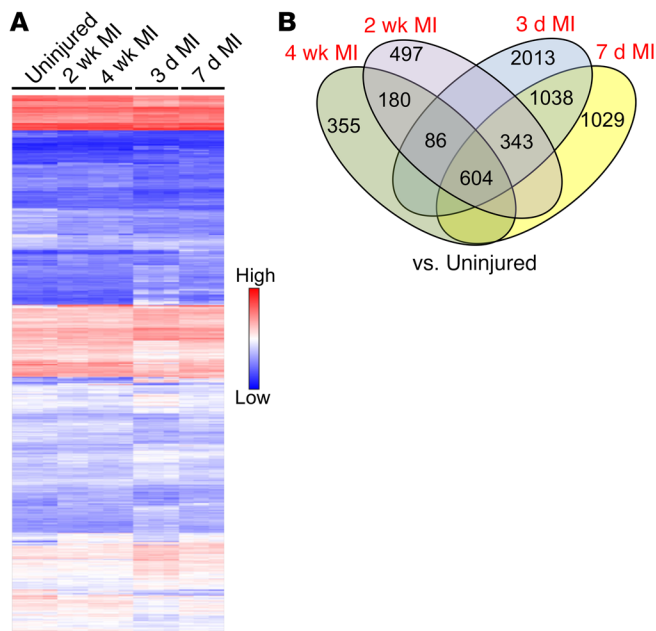 A
Uninjured
2 wk MI
4 wk MI
3 d MI
7 d MI
High
Low
B
2 wk MI
3 d MI
4 wk MI
7 d MI
497
2013
180
1038
355
1029
86
343
604
vs. Uninjured